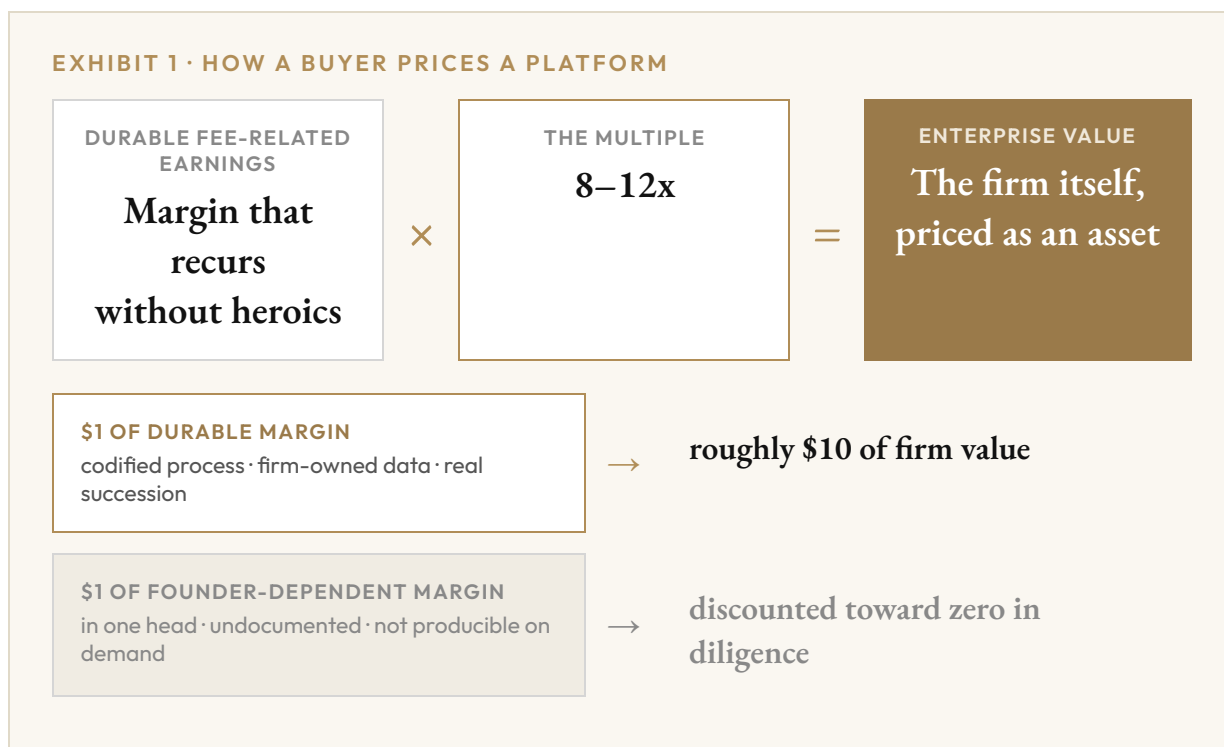 EXHIBIT 1 · HOW A BUYER PRICES A PLATFORM
DURABLE FEE-RELATED
EARNINGS
Margin that
recurs
without heroics
×
THE MULTIPLE
8–12x
=
ENTERPRISE VALUE
The firm itself,
priced as an asset
$1 OF DURABLE MARGIN
codified process · firm-owned data · real
succession
→
roughly $10 of firm value
$1 OF FOUNDER-DEPENDENT MARGIN
in one head · undocumented · not producible on
demand
→
discounted toward zero in
diligence